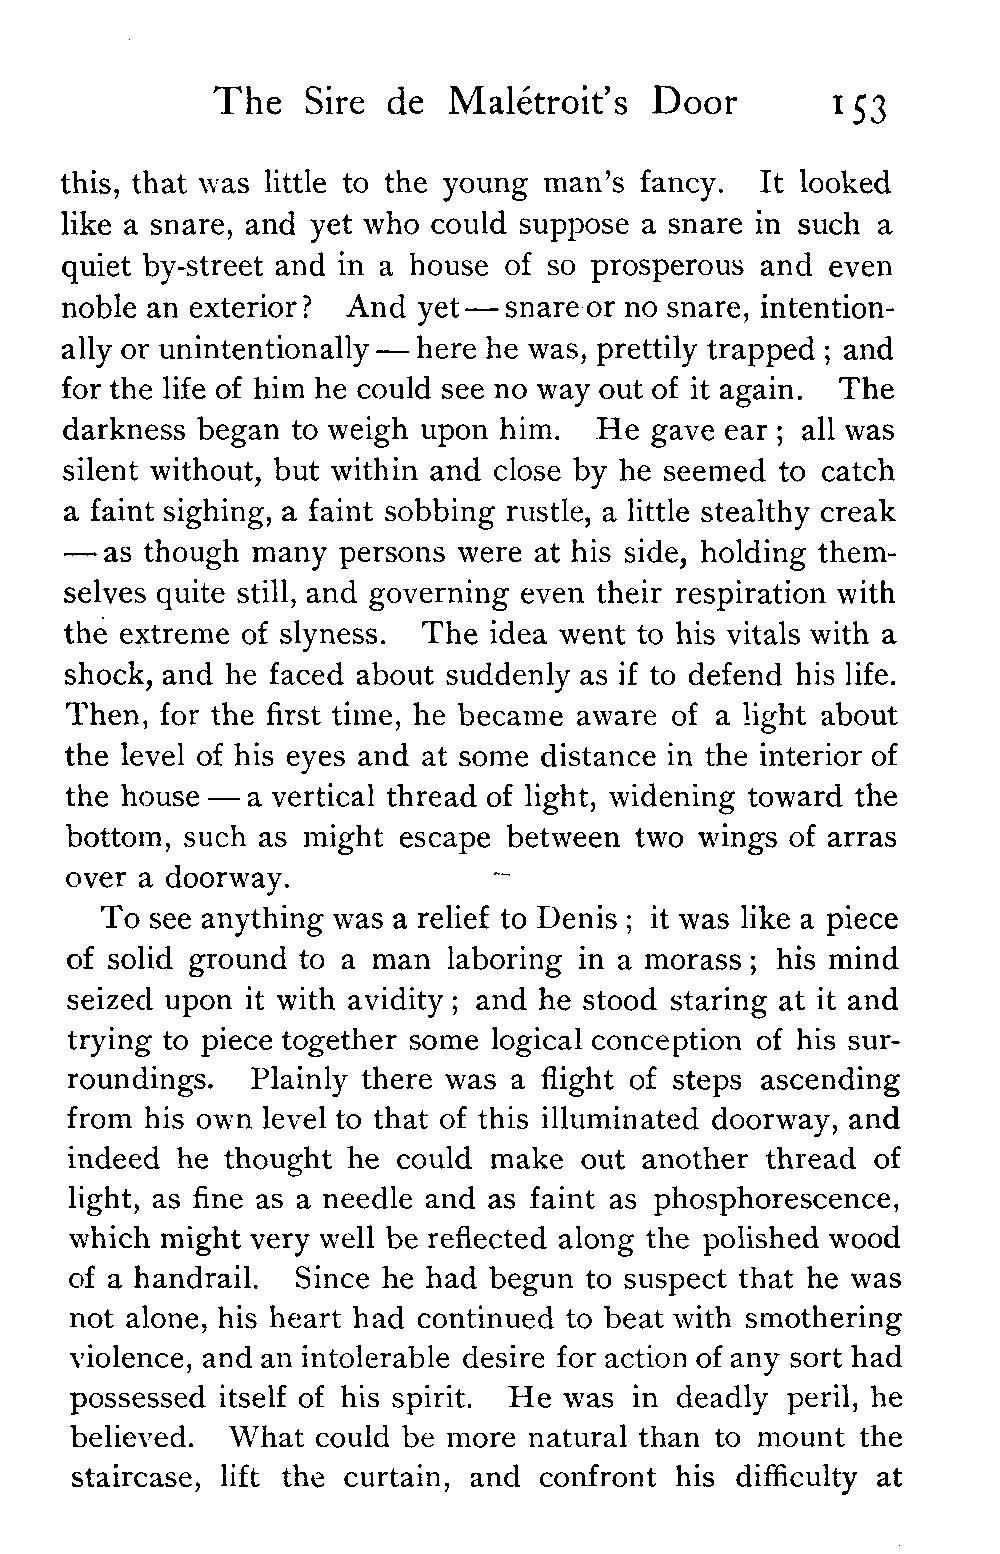 The Sire de Malétroit's Door 153
this, that was little to the young man's fancy. It looked
like a snare, and yet who could suppose a snare in such a
quiet by-street and in a house of so prosperous and even
noble an exterior? And yet — snare or no snare, intention-
ally or unintentionally — here he was, prettily trapped ; and
for the life of him he could see no way out of it again. The
darkness began to weigh upon him. He gave ear ; all was
silent without, but within and close by he seemed to catch
a faint sighing, a faint sobbing rustle, a little stealthy creak
— as though many persons were at his side, holding them-
selves quite still, and governing even their respiration with
the extreme of slyness. The idea went to his vitals with a
shock, and he faced about suddenly as if to defend his life.
Then, for the first time, he became aware of a light about
the level of his eyes and at some distance in the interior of
the house — a vertical thread of light, widening toward the
bottom, such as might escape between two wings of arras
over a doorway.
To see anything was a relief to Denis ; it was like a piece
of solid ground to a man laboring in a morass ; his mind
seized upon it with avidity ; and he stood staring at it and
trying to piece together some logical conception of his sur-
roundings. Plainly there was a flight of steps ascending
from his own level to that of this illuminated doorway, and
indeed he thought he could make out another thread of
light, as fine as a needle and as faint as phosphorescence,
which might very well be reflected along the polished wood
of a handrail. Since he had begun to suspect that he was
not alone, his heart had continued to beat with smothering
violence, and an intolerable desire for action of any sort had
possessed itself of his spirit. He was in deadly peril, he
believed. What could be more natural than to mount the
staircase, lift the curtain, and confront his difficulty at